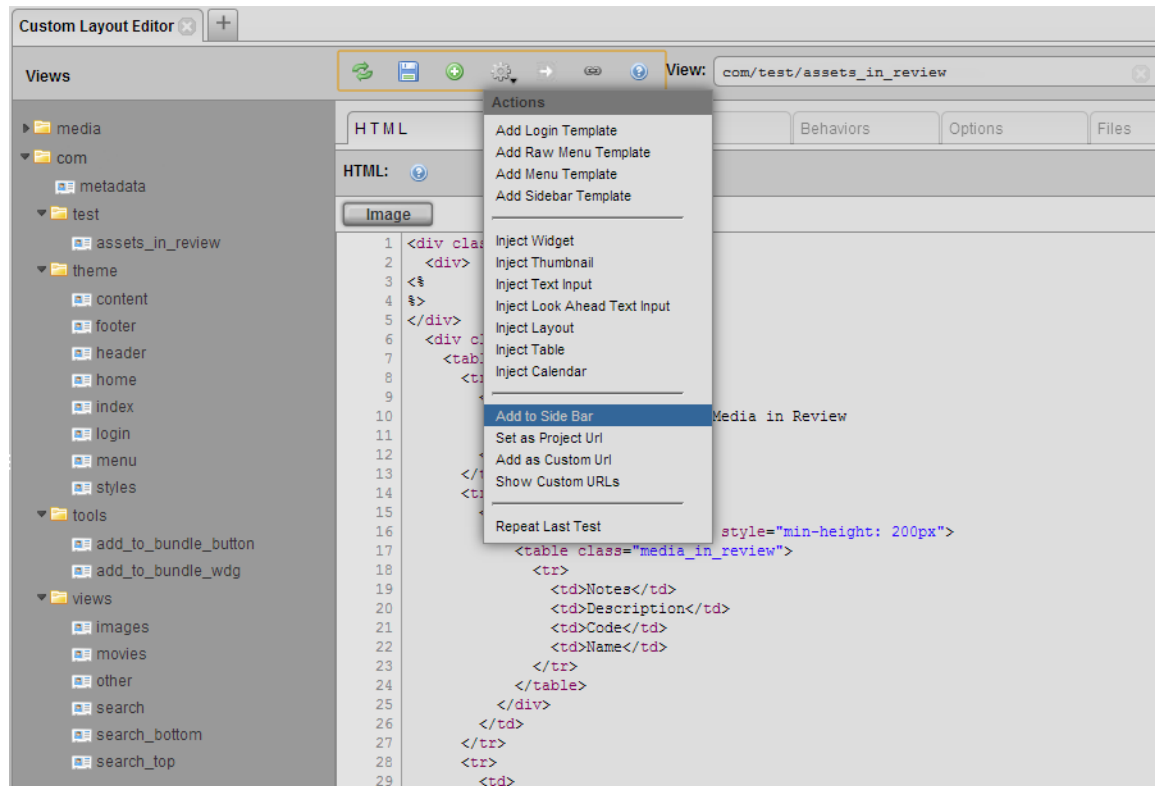 Custom Layout Editor
+
Views
View:
com/test/assets_in_review
media
com
metadata
test
assets_in_review
theme
content
footer
header
home
index
login
menu
styles
tools
add_to_bundle_button
add_to_bundle_wdg
views
images
movies
other
search
search_bottom
search_top
HTML
Behaviors
Options
Files
HTML:
Image
Actions
Add Login Template
Add Raw Menu Template
Add Menu Template
Add Sidebar Template
Inject Widget
Inject Thumbnail
Inject Text Input
Inject Look Ahead Text Input
Inject Layout
Inject Table
Inject Calendar
Add to Side Bar
Set as Project Url
Add as Custom Url
Show Custom URLs
Repeat Last Test
1 <div clas
2 <div>
3 <%
4 %>
5 </div>
6 <div cl
7 <tabl
8 <tr
9 <
10 Media in Review
11
12 <
13 </t
14 <tr
15 <
16 style="min-height: 200px">
17 <table class="media_in_review">
18 <tr>
19 <td>Notes</td>
20 <td>Description</td>
21 <td>Code</td>
22 <td>Name</td>
23 </tr>
24 </table>
25 </div>
26 </td>
27 </tr>
28 <tr>
29 <td>